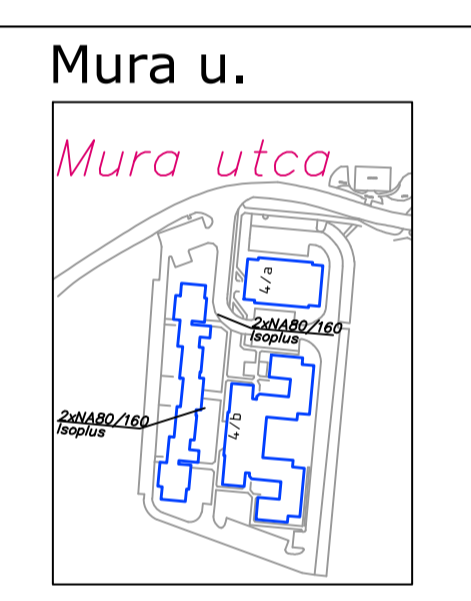 Mura u.
Mura utca
4/a
2xNA80/160
Isoplus
2xNA80/160
Isoplus
4/b